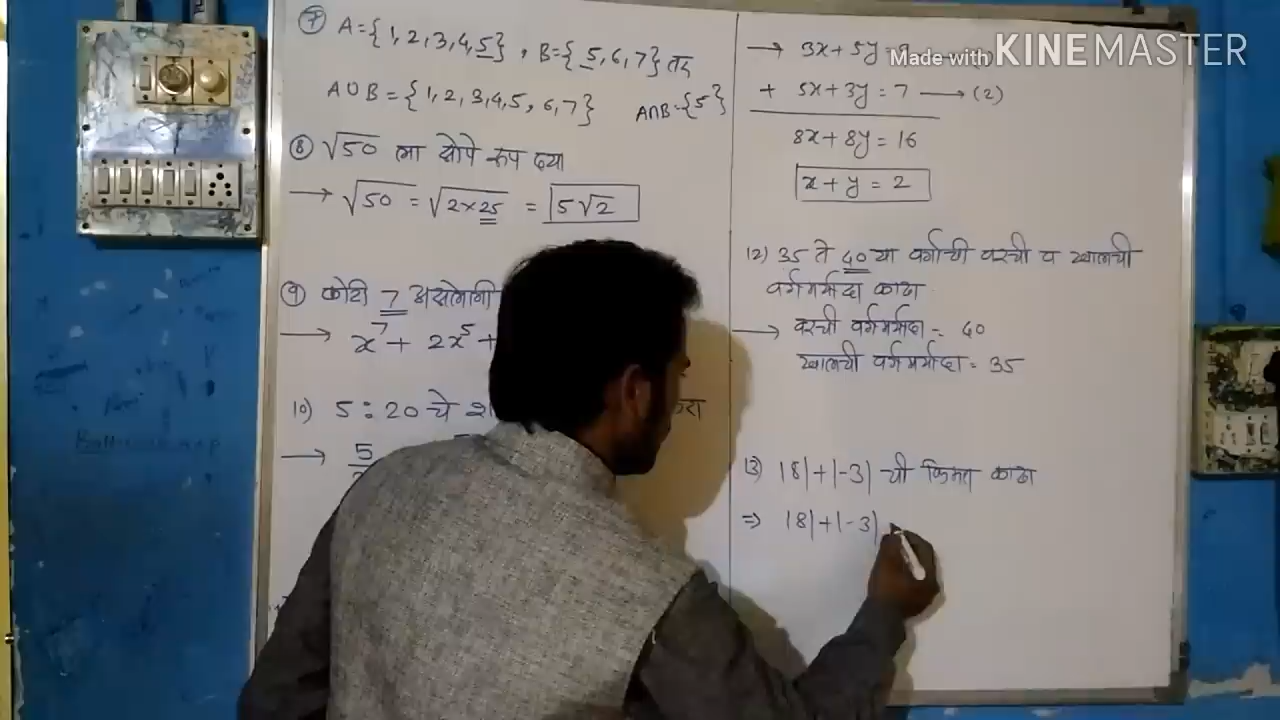 ७) A={1,2,3,4,5} , B={5,6,7} तर
A∪B={1,2,3,4,5,6,7} A∩B={5}
8) √50 ला सोपे रूप द्या
→ √50 = √2×25 = 5√2
९) कोटी 7 असलेली
→ x⁷ + 2x⁵ +
10) 5:20 चे
→ 5
→ 3x+5y
+ 5x+3y=7 → (2)
8x+8y=16
x+y=2
12) 35 ते 40 या वर्गाची वरची व खालची
वर्गमर्यादा काढा
→ वरची वर्गमर्यादा = 40
खालची वर्गमर्यादा = 35
13) |8|+|-3| ची किंमत काढा
⇒ |8|+|-3|
Made with KINEMASTER